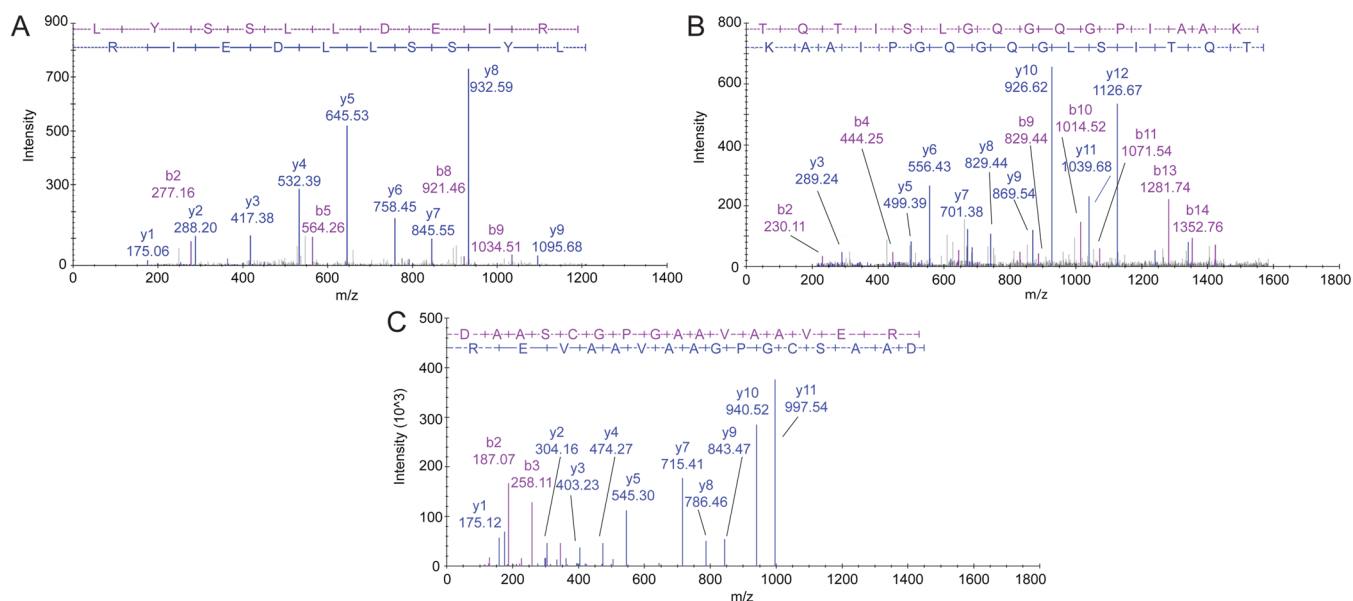 A
L Y S S L L D E I R
R I E D L L S S Y L
900
700
500
300
100
0
Intensity
0 200 400 600 800 1000 1200 1400
m/z
y1
175.06
b2
277.16
y2
288.20
y3
417.38
y4
532.39
b5
564.26
y5
645.53
y6
758.45
y7
845.55
b8
921.46
y8
932.59
b9
1034.51
y9
1095.68
B
T Q T I S L G Q G Q G P I A A K
K A A I P G Q G Q G L S I T Q T
800
600
400
200
0
Intensity
0 200 400 600 800 1000 1200 1400 1600 1800
m/z
b2
230.11
y3
289.24
b4
444.25
y5
499.39
y6
556.43
y7
701.38
y8
829.44
y9
869.54
b9
829.44
y10
926.62
b10
1014.52
y11
1039.68
y12
1126.67
b11
1071.54
b13
1281.74
b14
1352.76
C
D A A S C G P G A A V A A V E R
R E V A A V A A G P G C S A A D
500
400
300
200
100
0
Intensity (10^3)
0 200 400 600 800 1000 1200 1400 1600 1800
m/z
y1
175.12
b2
187.07
b3
258.11
y2
304.16
y3
403.23
y4
474.27
y5
545.30
y7
715.41
y8
786.46
y9
843.47
y10
940.52
y11
997.54